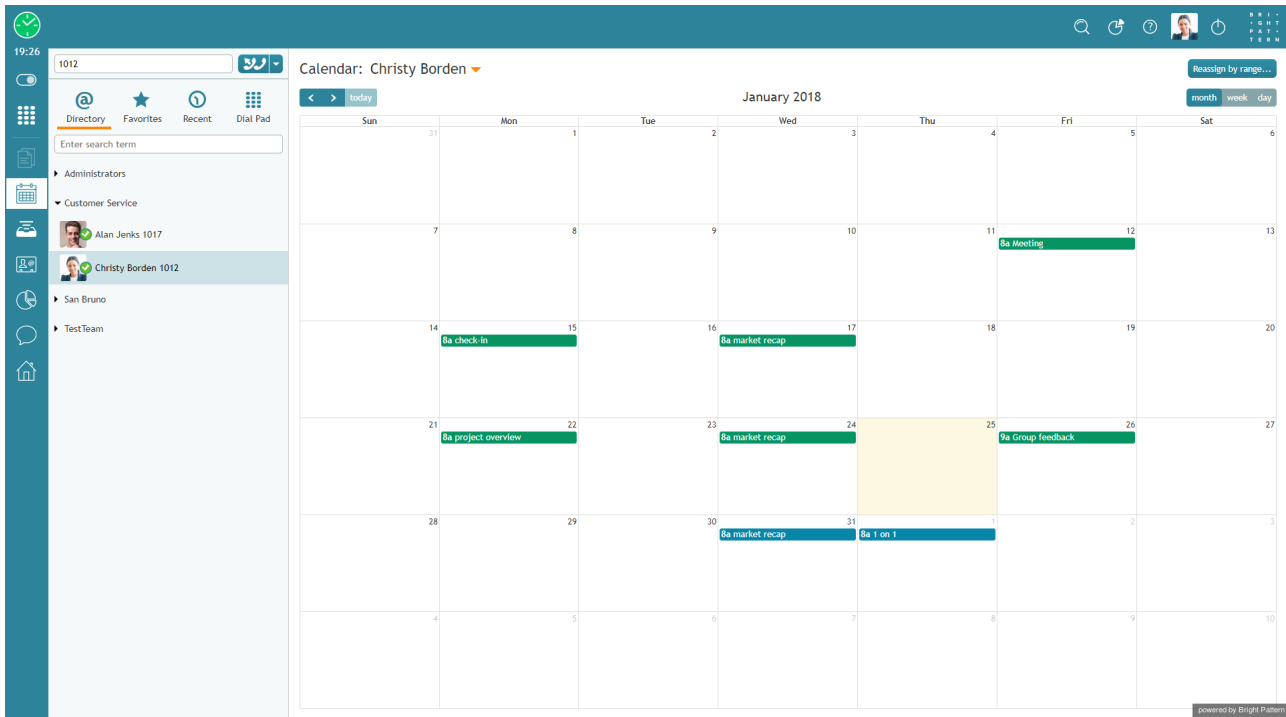 BRI·
·GHT
PAT·
TERN
19:26
1012
Calendar: Christy Borden
Reassign by range...
< > today
January 2018
month week day
@
Directory Favorites Recent Dial Pad
Enter search term
Administrators
Customer Service
Alan Jenks 1017
Christy Borden 1012
San Bruno
TestTeam
Sun Mon Tue Wed Thu Fri Sat
31 1 2 3 4 5 6
7 8 9 10 11 12 13
8a Meeting
14 15 16 17 18 19 20
8a check-in 8a market recap
21 22 23 24 25 26 27
8a project overview 8a market recap 9a Group feedback
28 29 30 31 1 2 3
8a market recap 8a 1 on 1
4 5 6 7 8 9 10
powered by Bright Pattern